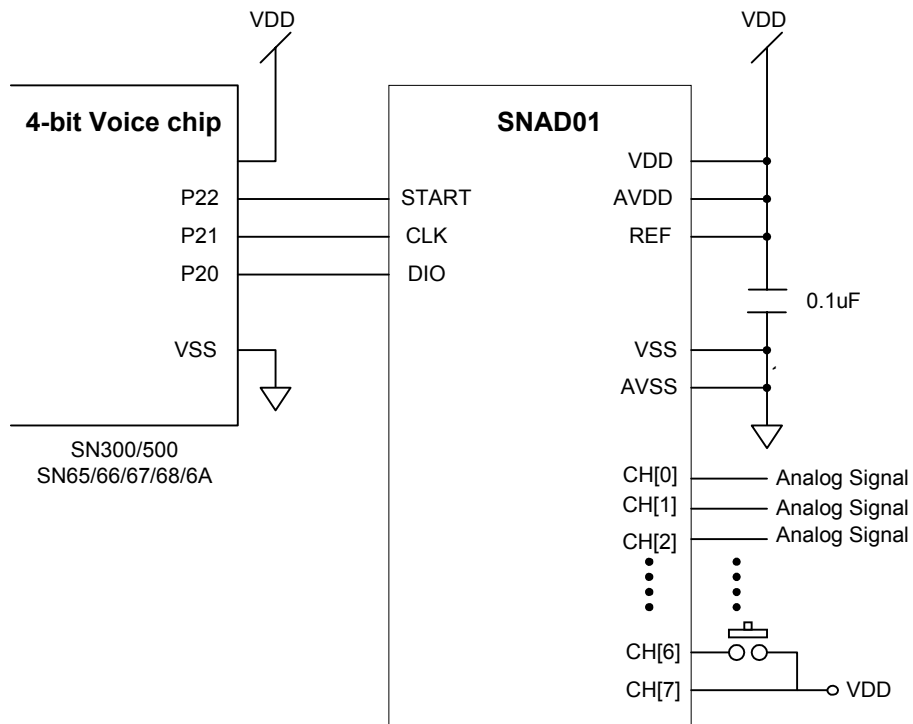 VDD
VDD
4-bit Voice chip
SNAD01
VDD
P22
START
AVDD
P21
CLK
REF
P20
DIO
0.1uF
VSS
VSS
AVSS
SN300/500
SN65/66/67/68/6A
CH[0]
Analog Signal
CH[1]
Analog Signal
CH[2]
Analog Signal
CH[6]
CH[7]
VDD